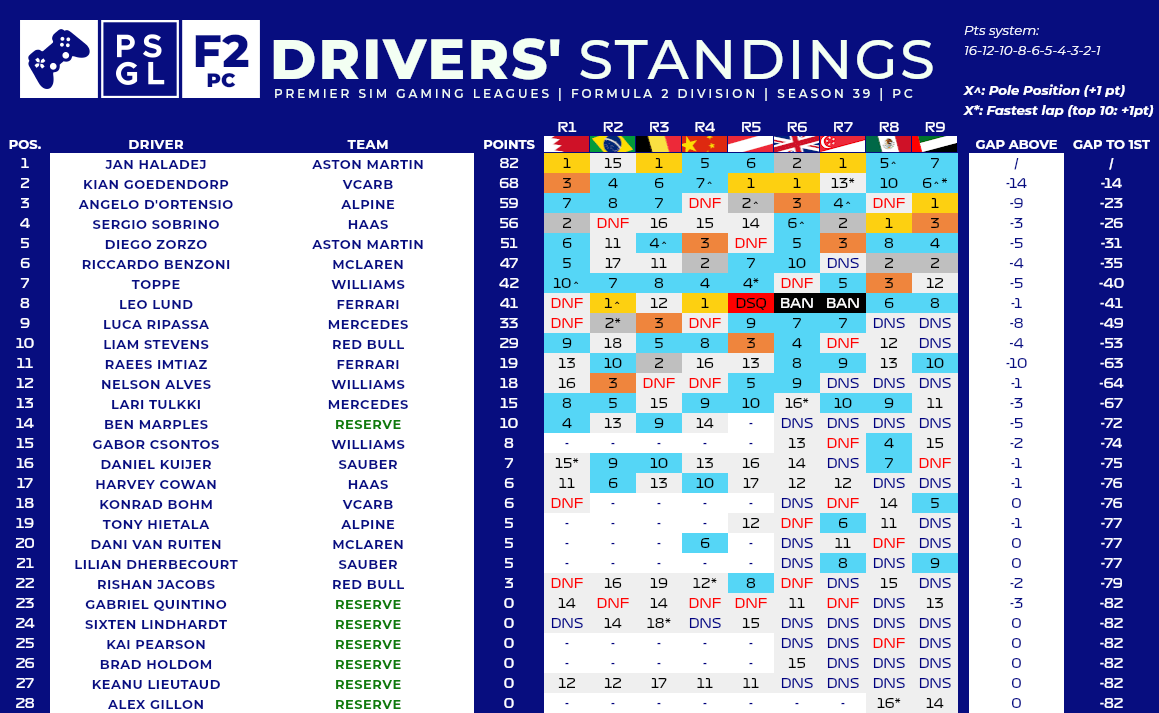 PS
GL
F2
PC
DRIVERS' STANDINGS
PREMIER SIM GAMING LEAGUES | FORMULA 2 DIVISION | SEASON 39 | PC
Pts system:
16-12-10-8-6-5-4-3-2-1
X^: Pole Position (+1 pt)
X*: Fastest lap (top 10: +1pt)
POS. DRIVER TEAM POINTS R1 R2 R3 R4 R5 R6 R7 R8 R9 GAP ABOVE GAP TO 1ST
1 JAN HALADEJ ASTON MARTIN 82 1 15 1 5 6 2 1 5^ 7 / /
2 KIAN GOEDENDORP VCARB 68 3 4 6 7^ 1 1 13* 10 6^* -14 -14
3 ANGELO D'ORTENSIO ALPINE 59 7 8 7 DNF 2^ 3 4^ DNF 1 -9 -23
4 SERGIO SOBRINO HAAS 56 2 DNF 16 15 14 6^ 2 1 3 -3 -26
5 DIEGO ZORZO ASTON MARTIN 51 6 11 4^ 3 DNF 5 3 8 4 -5 -31
6 RICCARDO BENZONI MCLAREN 47 5 17 11 2 7 10 DNS 2 2 -4 -35
7 TOPPE WILLIAMS 42 10^ 7 8 4 4* DNF 5 3 12 -5 -40
8 LEO LUND FERRARI 41 DNF 1^ 12 1 DSQ BAN BAN 6 8 -1 -41
9 LUCA RIPASSA MERCEDES 33 DNF 2* 3 DNF 9 7 7 DNS DNS -8 -49
10 LIAM STEVENS RED BULL 29 9 18 5 8 3 4 DNF 12 DNS -4 -53
11 RAEES IMTIAZ FERRARI 19 13 10 2 16 13 8 9 13 10 -10 -63
12 NELSON ALVES WILLIAMS 18 16 3 DNF DNF 5 9 DNS DNS DNS -1 -64
13 LARI TULKKI MERCEDES 15 8 5 15 9 10 16* 10 9 11 -3 -67
14 BEN MARPLES RESERVE 10 4 13 9 14 - DNS DNS DNS DNS -5 -72
15 GABOR CSONTOS WILLIAMS 8 - - - - - 13 DNF 4 15 -2 -74
16 DANIEL KUIJER SAUBER 7 15* 9 10 13 16 14 DNS 7 DNF -1 -75
17 HARVEY COWAN HAAS 6 11 6 13 10 17 12 12 DNS DNS -1 -76
18 KONRAD BOHM VCARB 6 DNF - - - - DNS DNF 14 5 0 -76
19 TONY HIETALA ALPINE 5 - - - - 12 DNF 6 11 DNS -1 -77
20 DANI VAN RUITEN MCLAREN 5 - - - 6 - DNS 11 DNF DNS 0 -77
21 LILIAN DHERBECOURT SAUBER 5 - - - - - DNS 8 DNS 9 0 -77
22 RISHAN JACOBS RED BULL 3 DNF 16 19 12* 8 DNF DNS 15 DNS -2 -79
23 GABRIEL QUINTINO RESERVE 0 14 DNF 14 DNF DNF 11 DNF DNS 13 -3 -82
24 SIXTEN LINDHARDT RESERVE 0 DNS 14 18* DNS 15 DNS DNS DNS DNS 0 -82
25 KAI PEARSON RESERVE 0 - - - - - DNS DNS DNF DNS 0 -82
26 BRAD HOLDOM RESERVE 0 - - - - - 15 DNS DNS DNS 0 -82
27 KEANU LIEUTAUD RESERVE 0 12 12 17 11 11 DNS DNS DNS DNS 0 -82
28 ALEX GILLON RESERVE 0 - - - - - - - 16* 14 0 -82